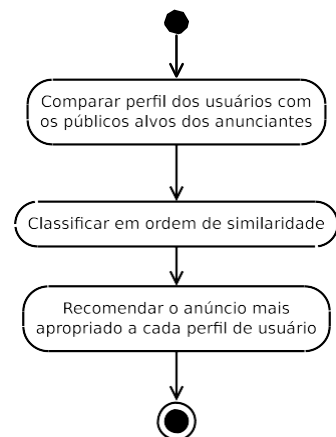 Comparar perfil dos usuários com
os públicos alvos dos anunciantes
Classificar em ordem de similaridade
Recomendar o anúncio mais
apropriado a cada perfil de usuário